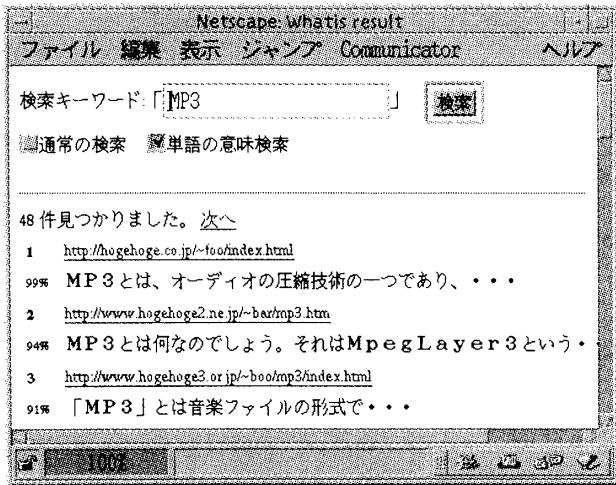 Netscape: Whatis result
ファイル 編集 表示 ジャンプ Communicator ヘルプ
検索キーワード:「MP3」 検索
通常の検索 単語の意味検索
48 件見つかりました。 次へ
1 http://hogehoge.co.jp/~foo/index.html
99% MP3とは、オーディオの圧縮技術の一つであり、・・・
2 http://www.hogehoge2.ne.jp/~bar/mp3.htm
94% MP3とは何なのでしょう。それはMpegLayer3という・
3 http://www.hogehoge3.or.jp/~boo/mp3/index.html
91% 「MP3」とは音楽ファイルの形式で・・・
100%